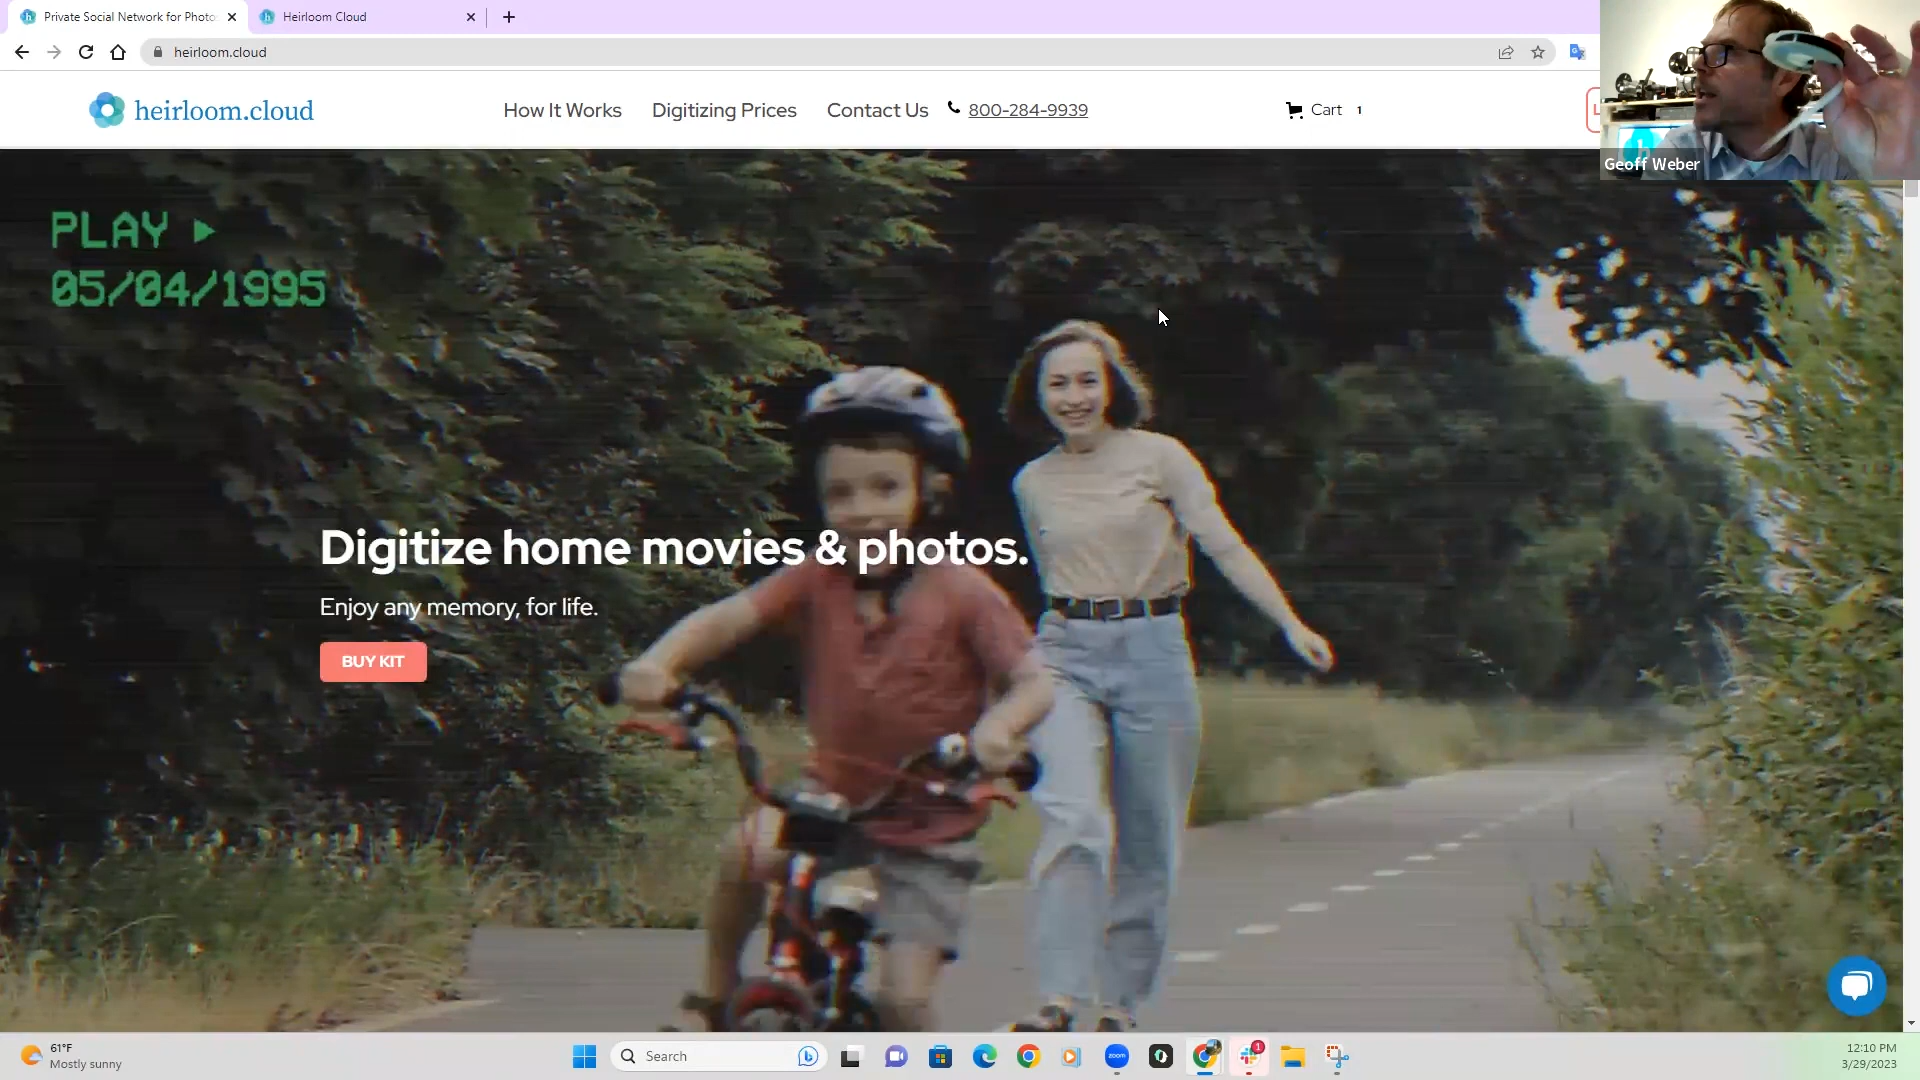 Private Social Network for Photo
Heirloom Cloud
heirloom.cloud
heirloom.cloud
How It Works
Digitizing Prices
Contact Us
800-284-9939
Cart 1
Geoff Weber
PLAY
05/04/1995
Digitize home movies & photos.
Enjoy any memory, for life.
BUY KIT
61°F
Mostly sunny
Search
zoom
1
12:10 PM
3/29/2023